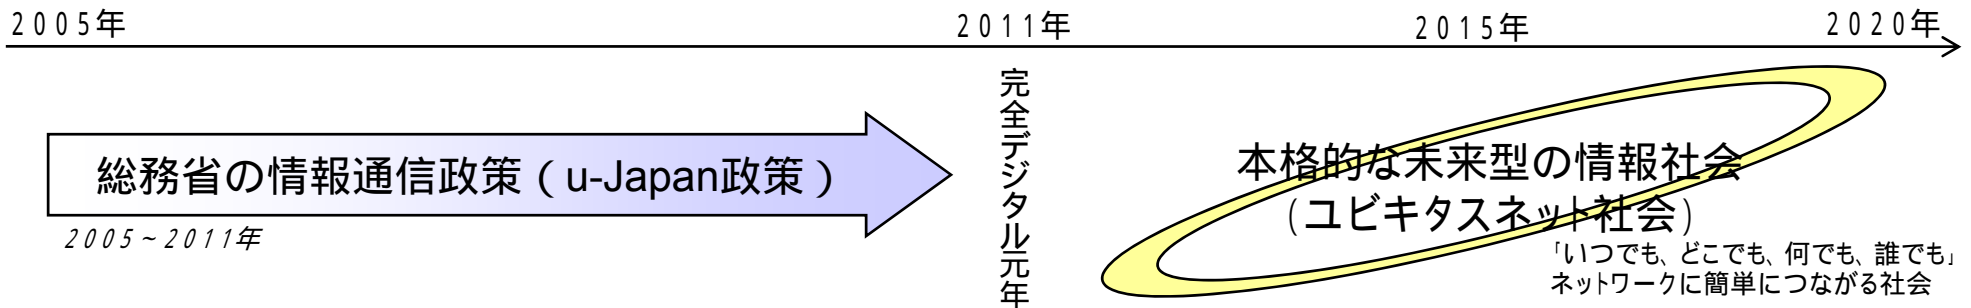 2005年
2011年
2015年
2020年
完全デジタル元年
総務省の情報通信政策（u-Japan政策）
2005~2011年
本格的な未来型の情報社会
(ユビキタスネット社会)
「いつでも、どこでも、何でも、誰でも」
ネットワークに簡単につながる社会